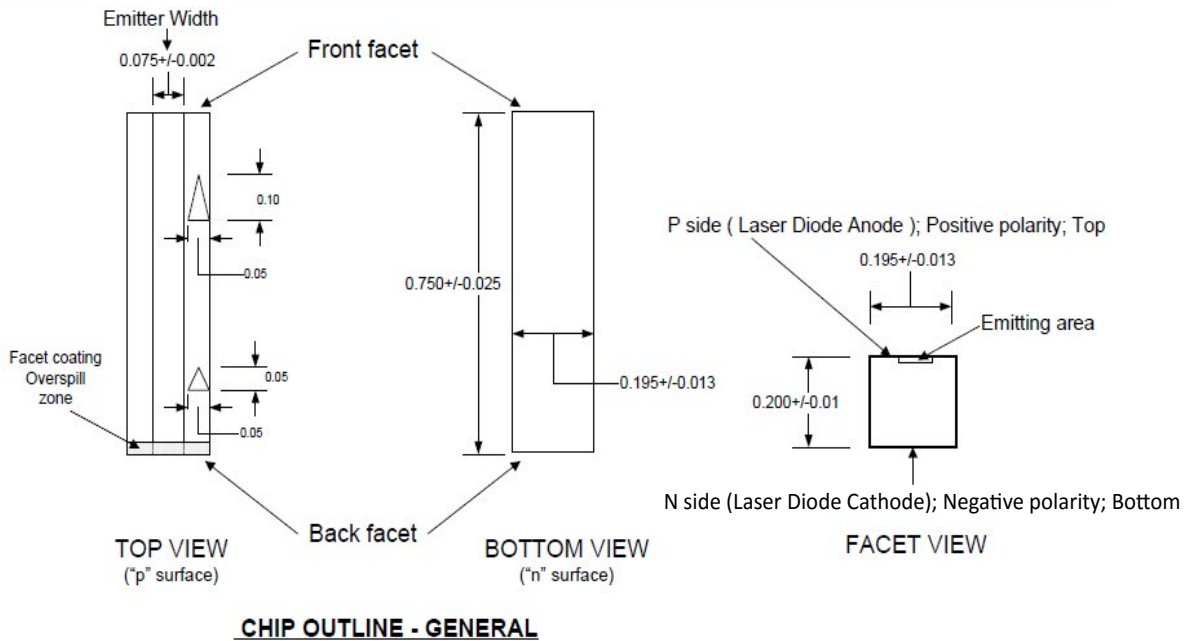 Emitter Width
0.075+/-0.002
Front facet
0.10
0.05
Facet coating
Overspill
zone
0.05
0.05
TOP VIEW
("p" surface)
0.750+/-0.025
0.195+/-0.013
Back facet
BOTTOM VIEW
("n" surface)
P side ( Laser Diode Anode ); Positive polarity; Top
0.195+/-0.013
Emitting area
0.200+/-0.01
N side (Laser Diode Cathode); Negative polarity; Bottom
FACET VIEW
CHIP OUTLINE - GENERAL